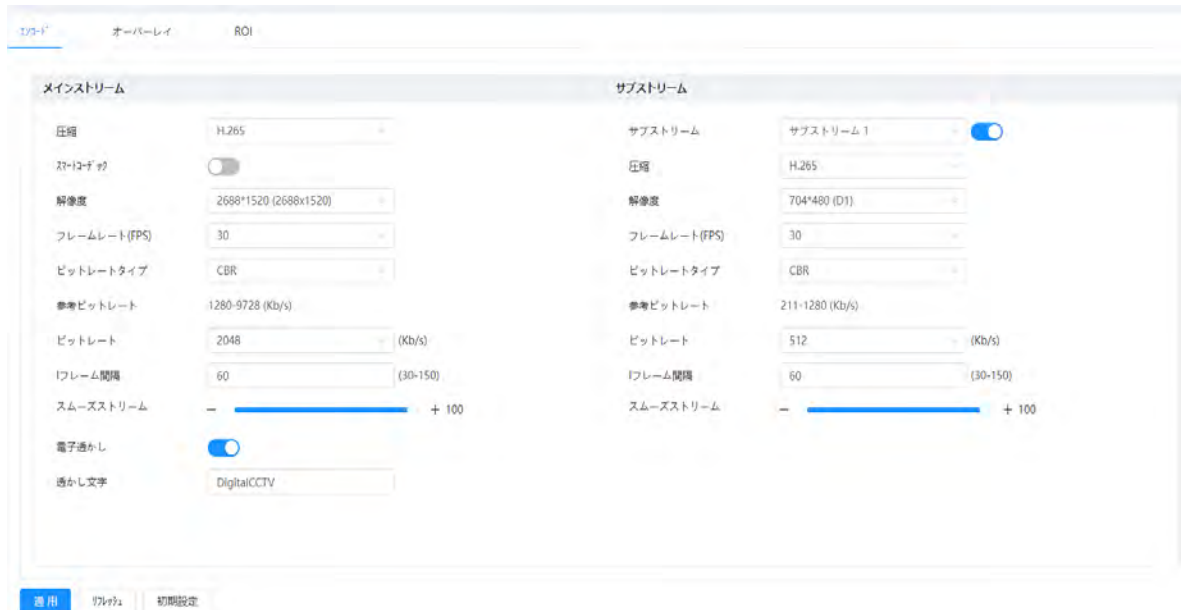 ｴﾝｺｰﾄﾞ オーバーレイ ROI
メインストリーム
圧縮 H.265
ｽﾏｰﾄｺｰﾃﾞｯｸ
解像度 2688*1520 (2688x1520)
フレームレート(FPS) 30
ビットレートタイプ CBR
参考ビットレート 1280-9728 (Kb/s)
ビットレート 2048 (Kb/s)
Iフレーム間隔 60 (30-150)
スムーズストリーム − + 100
電子透かし
透かし文字 DigitalCCTV
サブストリーム
サブストリーム サブストリーム 1
圧縮 H.265
解像度 704*480 (D1)
フレームレート(FPS) 30
ビットレートタイプ CBR
参考ビットレート 211-1280 (Kb/s)
ビットレート 512 (Kb/s)
Iフレーム間隔 60 (30-150)
スムーズストリーム − + 100
適用 ﾘﾌﾚｯｼｭ 初期設定